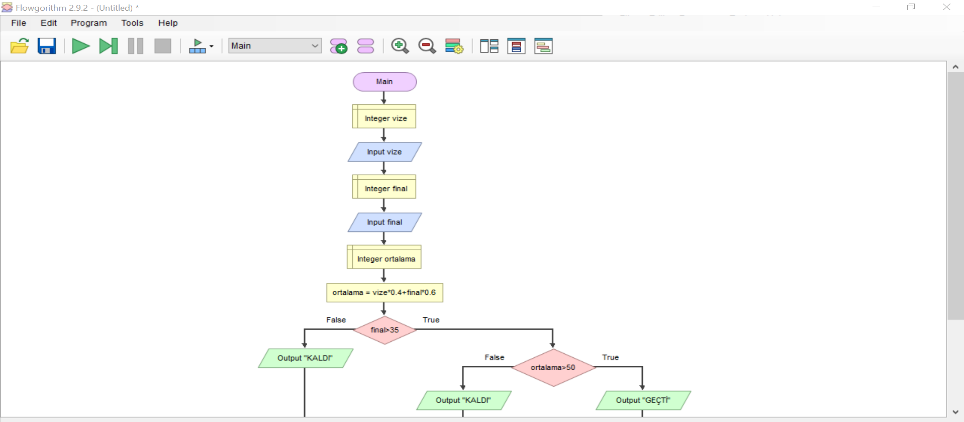 Flowgorithm 2.9.2 - (Untitled) *
File Edit Program Tools Help
Main
Main
Integer vize
Input vize
Integer final
Input final
Integer ortalama
ortalama = vize*0.4+final*0.6
False True
final>35
Output "KALDI"
False True
ortalama>50
Output "KALDI" Output "GEÇTİ"